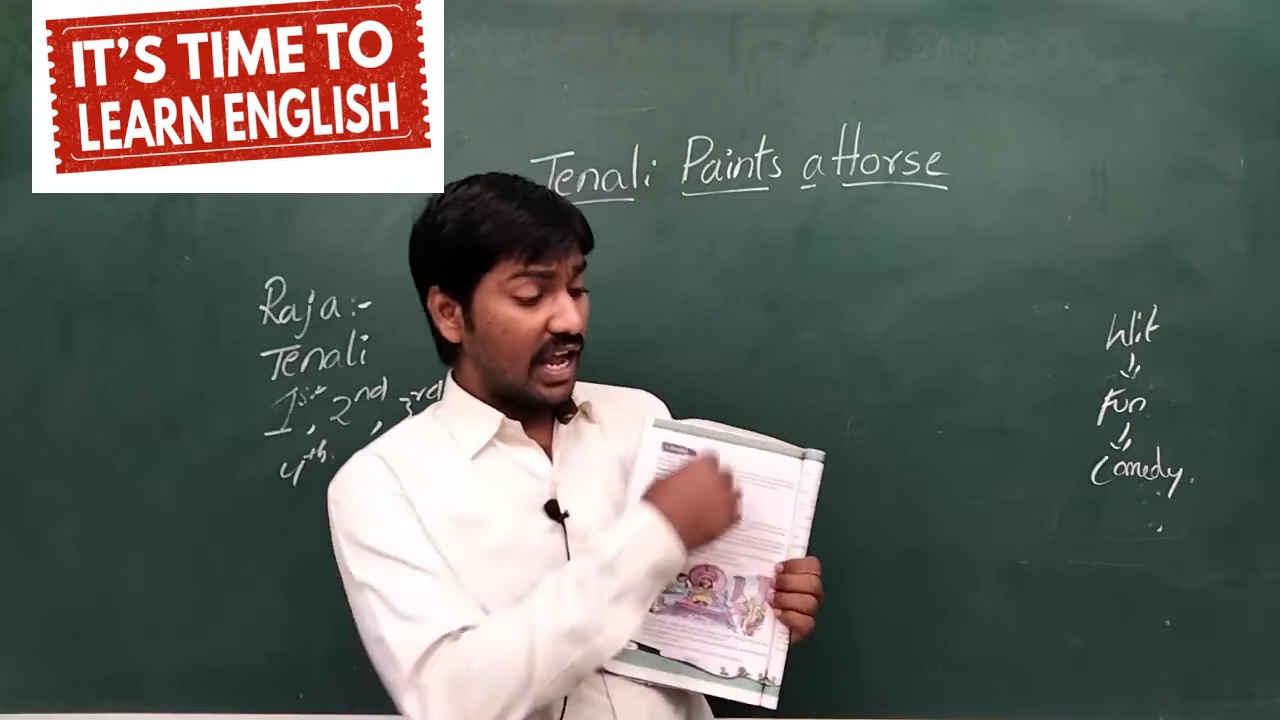 IT'S TIME TO
LEARN ENGLISH
Tenali Paints a Horse
Raja :-
Tenali
1st, 2nd, 3rd
4th.
Wit
↓
Fun
↓
Comedy.